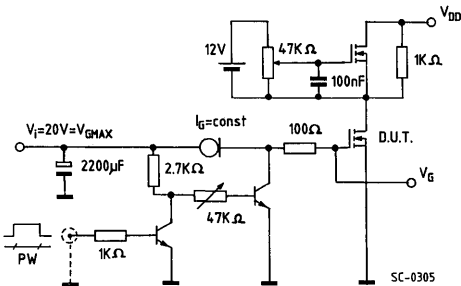 V_DD
12V
47KΩ
1KΩ
100nF
V_i=20V=V_GMAX
I_G=const
100Ω
D.U.T.
2200μF
2.7KΩ
V_G
47KΩ
PW
1KΩ
SC-0305